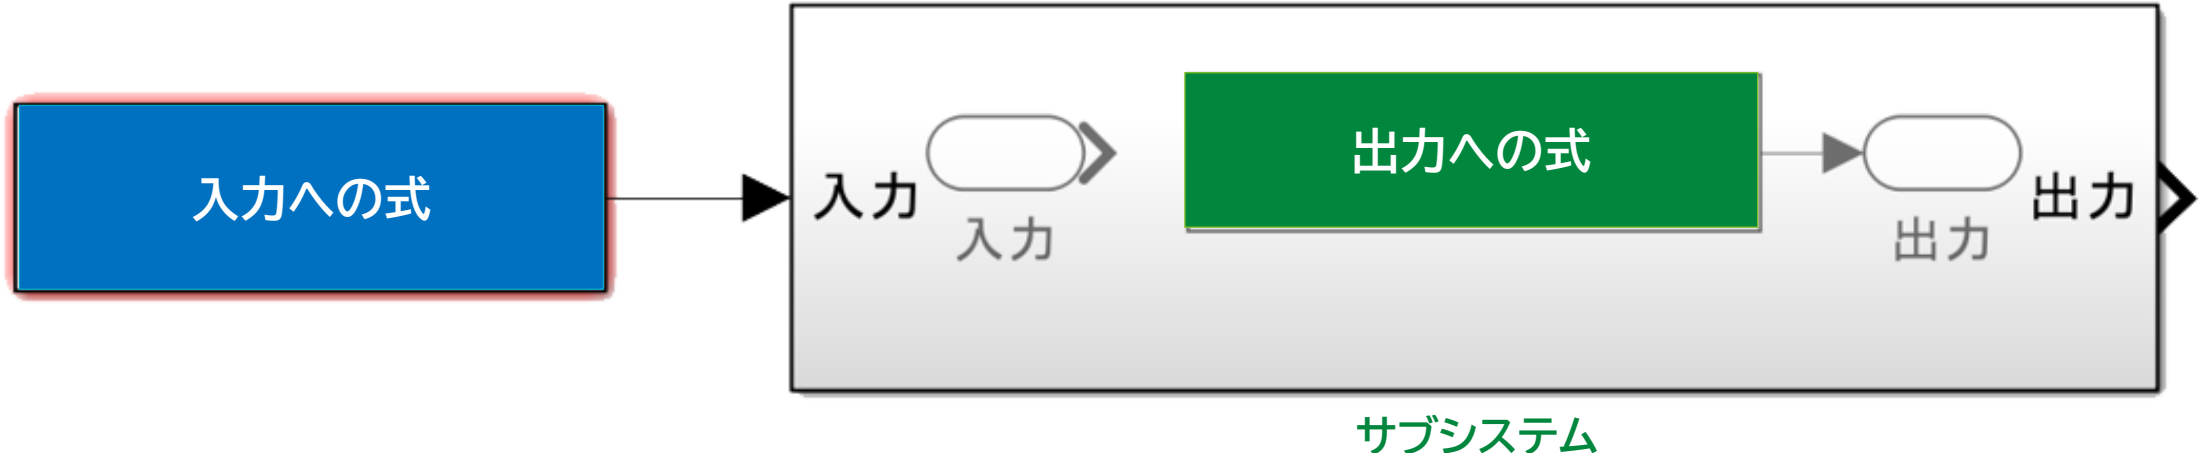 入力への式
入力
入力
出力への式
出力
出力
サブシステム